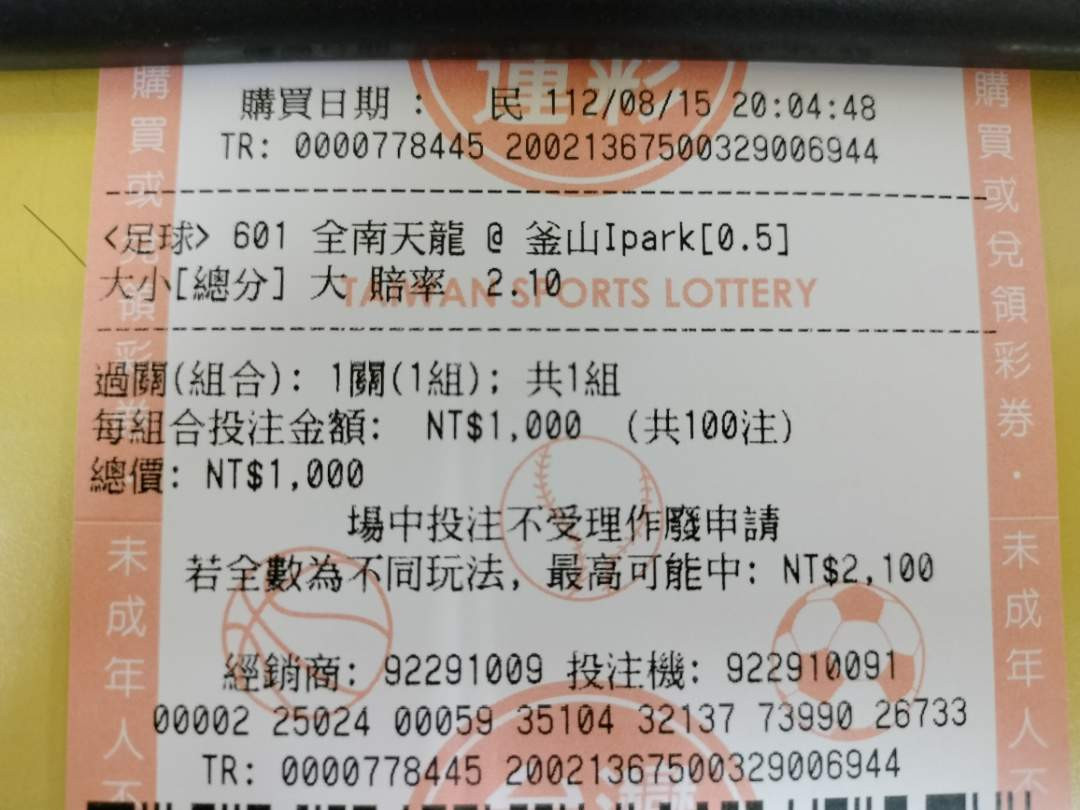 運彩
購買日期 : 民 112/08/15 20:04:48
TR: 0000778445 20021367500329006944
<足球> 601 全南天龍 @ 釜山Ipark[0.5]
大小[總分] 大 賠率 2.10
TAIWAN SPORTS LOTTERY
過關(組合): 1關(1組); 共1組
每組合投注金額: NT$1,000 (共100注)
總價: NT$1,000
場中投注不受理作廢申請
若全數為不同玩法, 最高可能中: NT$2,100
經銷商: 92291009 投注機: 922910091
00002 25024 00059 35104 32137 73990 26733
TR: 0000778445 20021367500329006944
購買或兌領彩券
未成年人不
購買或兌領彩券·
未成年人不